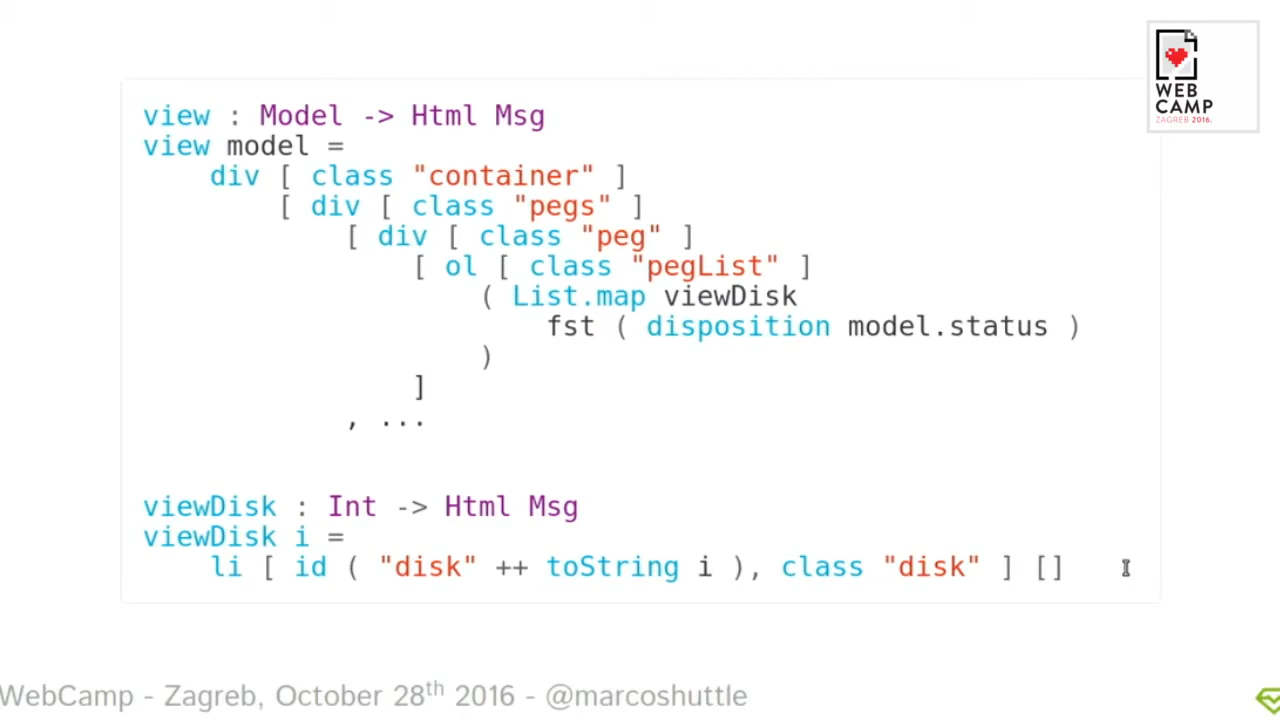 WEB
CAMP
ZAGREB 2016.
view : Model -> Html Msg
view model =
    div [ class "container" ]
        [ div [ class "pegs" ]
            [ div [ class "peg" ]
                [ ol [ class "pegList" ]
                    ( List.map viewDisk
                        fst ( disposition model.status )
                    )
                ]
            , ...
viewDisk : Int -> Html Msg
viewDisk i =
    li [ id ( "disk" ++ toString i ), class "disk" ] []
WebCamp - Zagreb, October 28th 2016 - @marcoshuttle